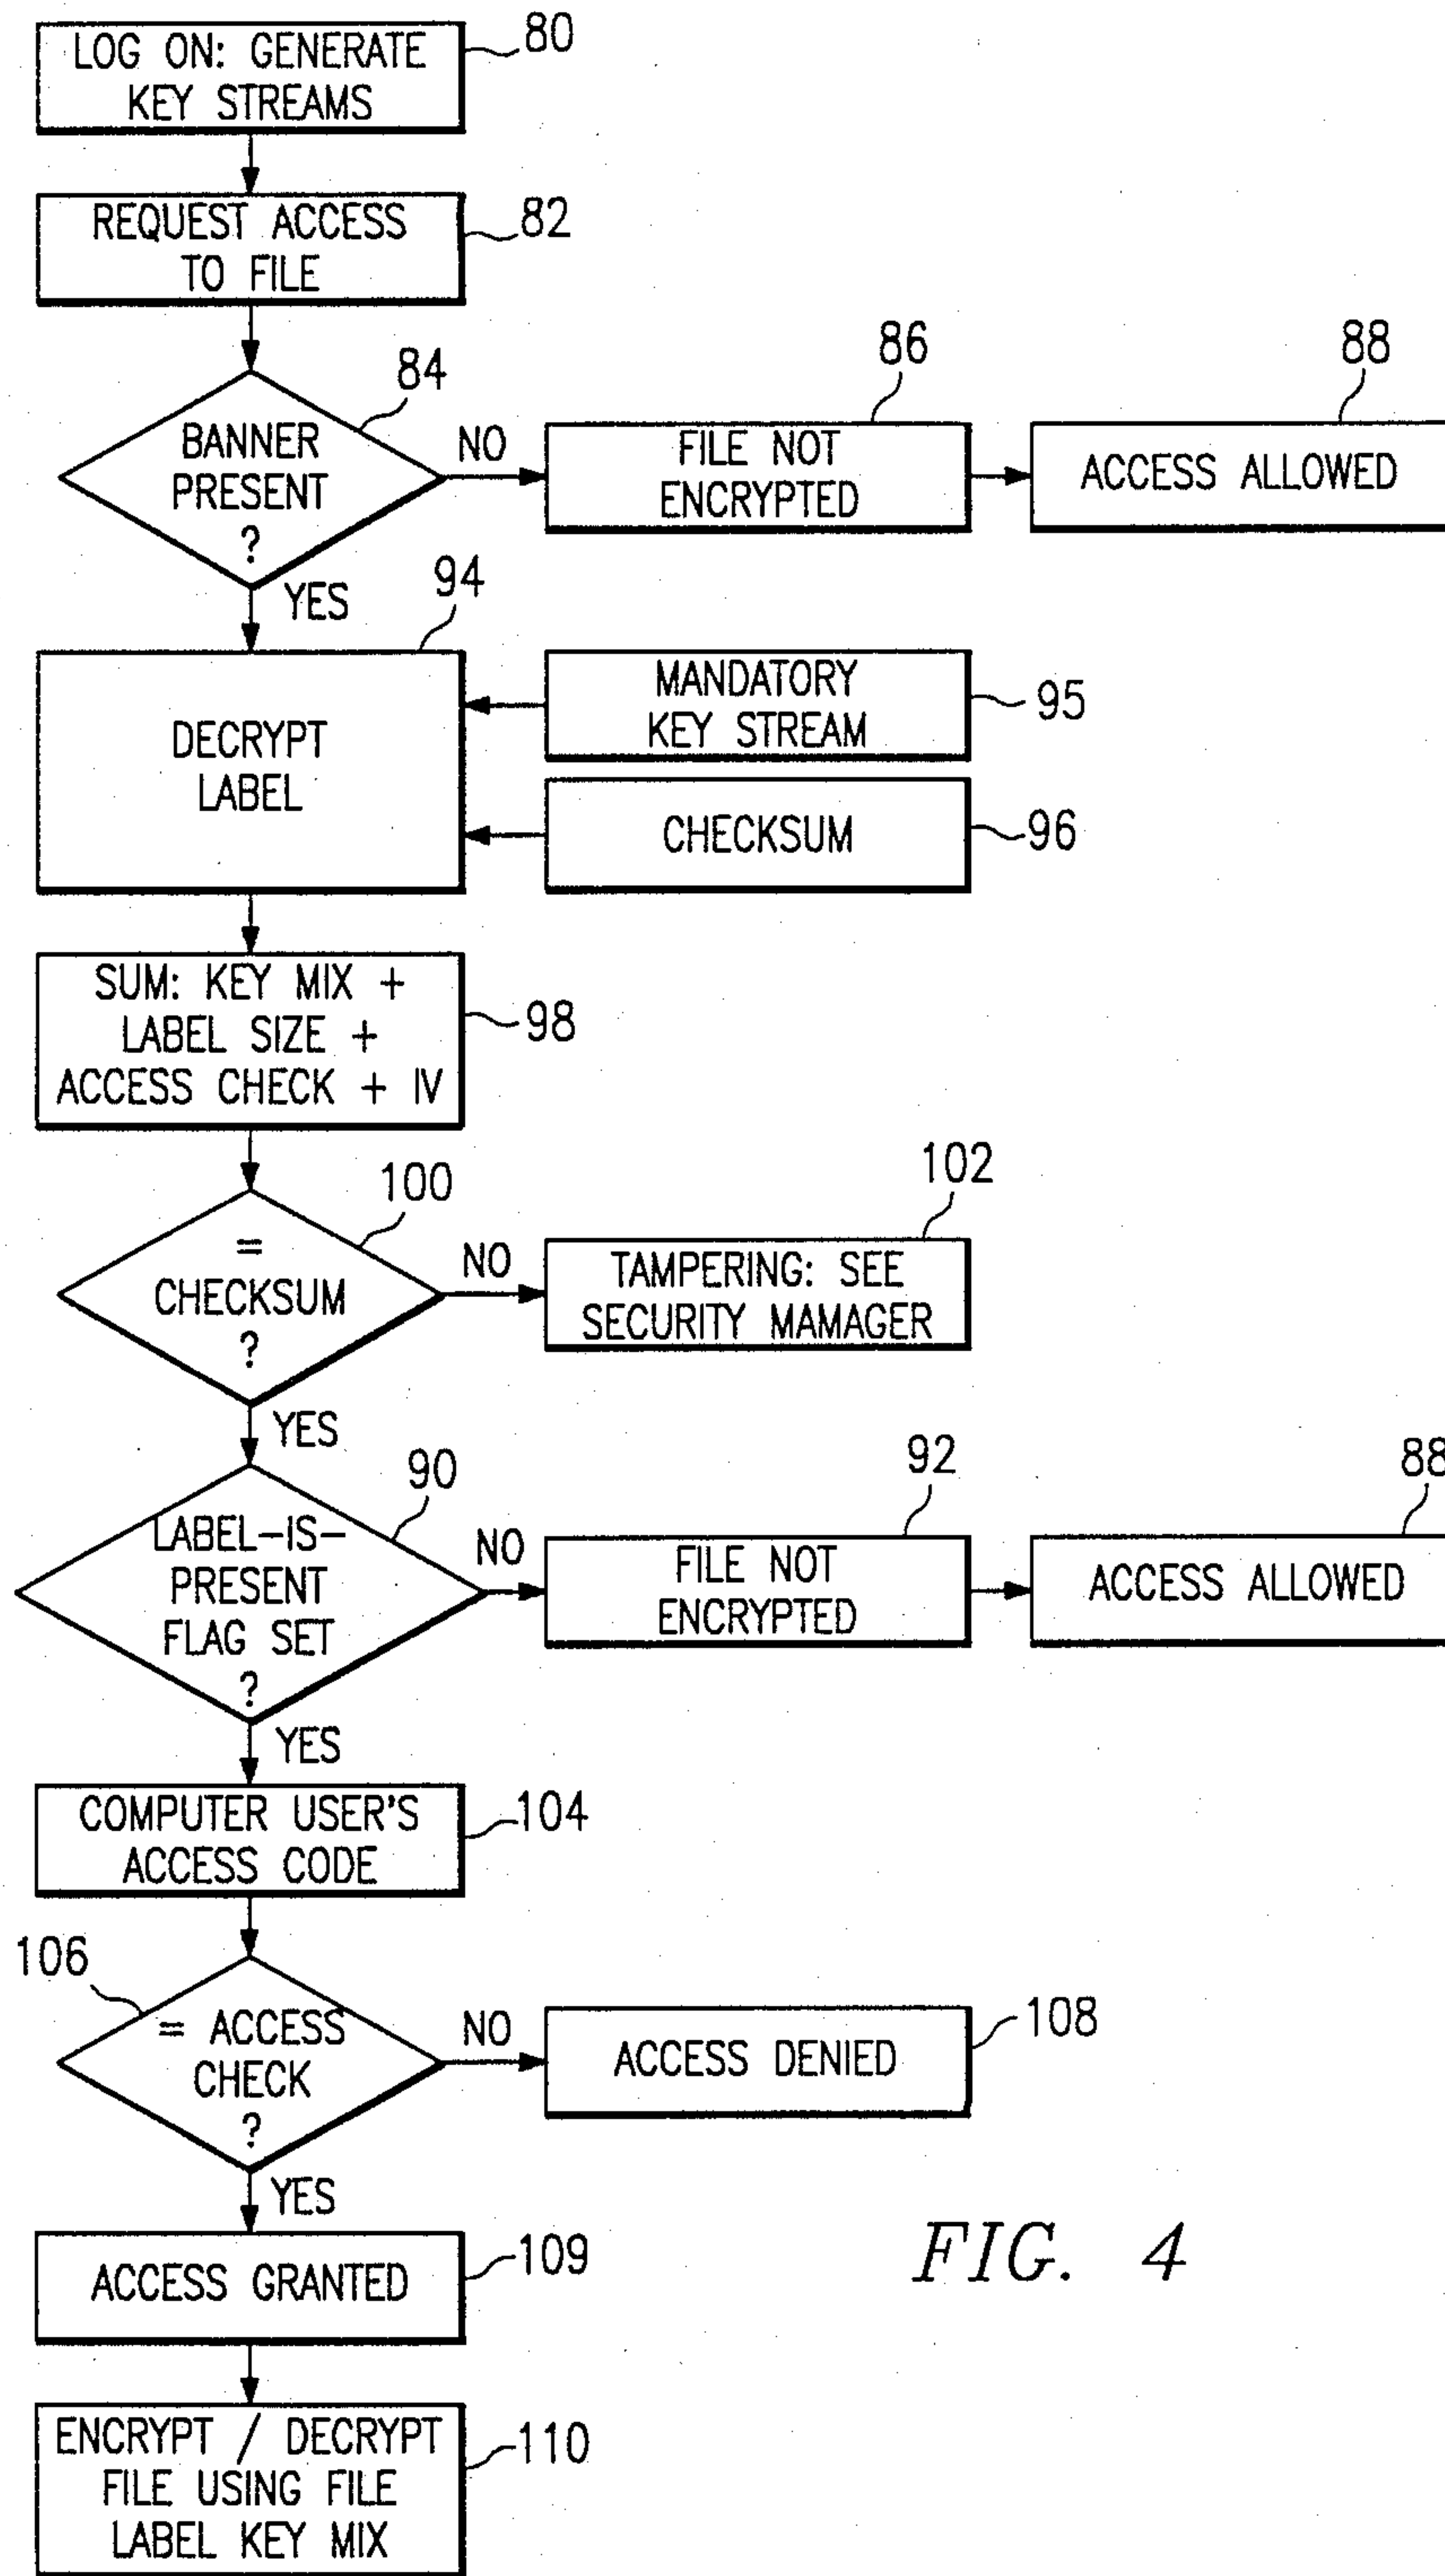 LOG ON: GENERATE
KEY STREAMS
80
REQUEST ACCESS
TO FILE
82
BANNER
PRESENT
?
84
NO
FILE NOT
ENCRYPTED
86
ACCESS ALLOWED
88
YES
DECRYPT
LABEL
94
MANDATORY
KEY STREAM
95
CHECKSUM
96
SUM: KEY MIX +
LABEL SIZE +
ACCESS CHECK + IV
98
=
CHECKSUM
?
100
NO
TAMPERING: SEE
SECURITY MAMAGER
102
YES
LABEL-IS-
PRESENT
FLAG SET
?
90
NO
FILE NOT
ENCRYPTED
92
ACCESS ALLOWED
88
YES
COMPUTER USER'S
ACCESS CODE
104
= ACCESS
CHECK
?
106
NO
ACCESS DENIED
108
YES
ACCESS GRANTED
109
ENCRYPT / DECRYPT
FILE USING FILE
LABEL KEY MIX
110
FIG. 4